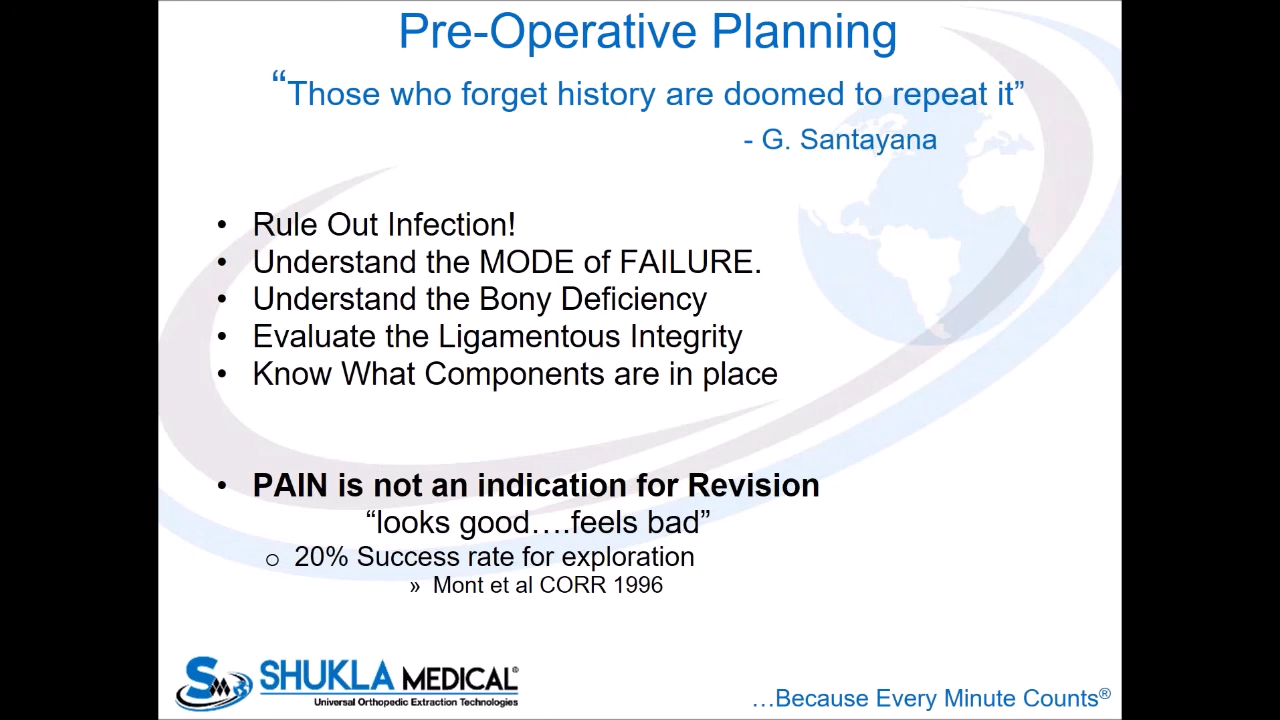 Pre-Operative Planning
“Those who forget history are doomed to repeat it”
- G. Santayana
• Rule Out Infection!
• Understand the MODE of FAILURE.
• Understand the Bony Deficiency
• Evaluate the Ligamentous Integrity
• Know What Components are in place
• PAIN is not an indication for Revision
“looks good….feels bad”
o 20% Success rate for exploration
» Mont et al CORR 1996
SM SHUKLA MEDICAL®
Universal Orthopedic Extraction Technologies
…Because Every Minute Counts®